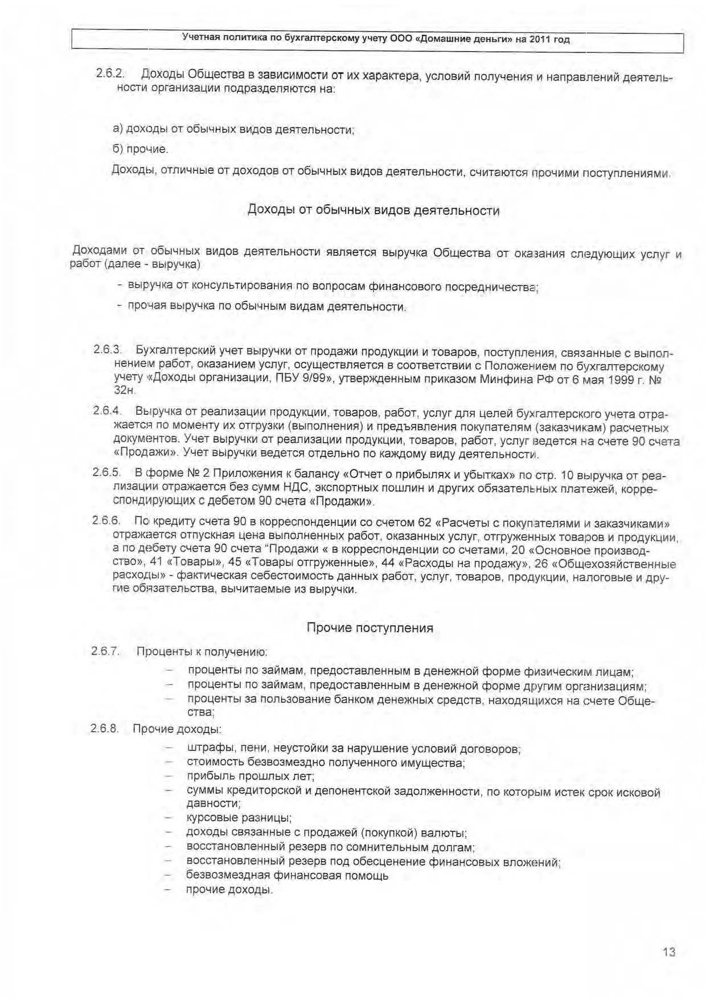 Учетная политика по бухгалтерскому учету ООО «Домашние деньги» на 2011 год
2.6.2. Доходы Общества в зависимости от их характера, условий получения и направлений деятель-
ности организации подразделяются на:
а) доходы от обычных видов деятельности;
б) прочие.
Доходы, отличные от доходов от обычных видов деятельности, считаются прочими поступлениями.
Доходы от обычных видов деятельности
Доходами от обычных видов деятельности является выручка Общества от оказания следующих услуг и
работ (далее - выручка)
- выручка от консультирования по вопросам финансового посредничества;
- прочая выручка по обычным видам деятельности.
2.6.3. Бухгалтерский учет выручки от продажи продукции и товаров, поступления, связанные с выпол-
нением работ, оказанием услуг, осуществляется в соответствии с Положением по бухгалтерскому
учету «Доходы организации, ПБУ 9/99», утвержденным приказом Минфина РФ от 6 мая 1999 г. №
32н.
2.6.4. Выручка от реализации продукции, товаров, работ, услуг для целей бухгалтерского учета отра-
жается по моменту их отгрузки (выполнения) и предъявления покупателям (заказчикам) расчетных
документов. Учет выручки от реализации продукции, товаров, работ, услуг ведется на счете 90 счета
«Продажи». Учет выручки ведется отдельно по каждому виду деятельности.
2.6.5. В форме № 2 Приложения к балансу «Отчет о прибылях и убытках» по стр. 10 выручка от реа-
лизации отражается без сумм НДС, экспортных пошлин и других обязательных платежей, корре-
спондирующих с дебетом 90 счета «Продажи».
2.6.6. По кредиту счета 90 в корреспонденции со счетом 62 «Расчеты с покупателями и заказчиками»
отражается отпускная цена выполненных работ, оказанных услуг, отгруженных товаров и продукции,
а по дебету счета 90 счета "Продажи « в корреспонденции со счетами, 20 «Основное производ-
ство», 41 «Товары», 45 «Товары отгруженные», 44 «Расходы на продажу», 26 «Общехозяйственные
расходы» - фактическая себестоимость данных работ, услуг, товаров, продукции, налоговые и дру-
гие обязательства, вычитаемые из выручки.
Прочие поступления
2.6.7. Проценты к получению:
– проценты по займам, предоставленным в денежной форме физическим лицам;
– проценты по займам, предоставленным в денежной форме другим организациям;
– проценты за пользование банком денежных средств, находящихся на счете Обще-
ства;
2.6.8. Прочие доходы:
– штрафы, пени, неустойки за нарушение условий договоров;
– стоимость безвозмездно полученного имущества;
– прибыль прошлых лет;
– суммы кредиторской и депонентской задолженности, по которым истек срок исковой
давности;
– курсовые разницы;
– доходы связанные с продажей (покупкой) валюты;
– восстановленный резерв по сомнительным долгам;
– восстановленный резерв под обесценение финансовых вложений;
– безвозмездная финансовая помощь
– прочие доходы.
13